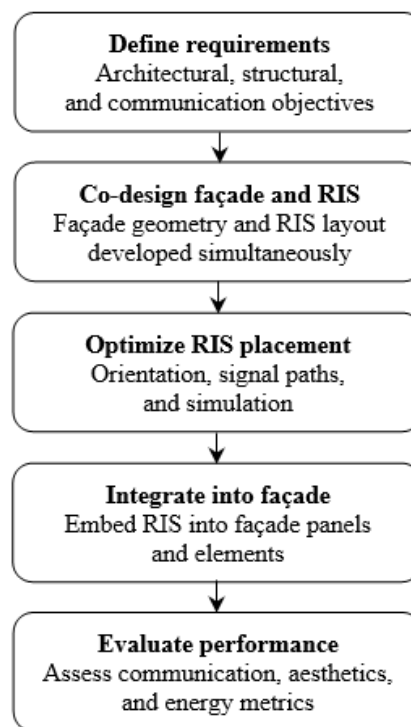 Define requirements
Architectural, structural,
and communication objectives
Co-design façade and RIS
Façade geometry and RIS layout
developed simultaneously
Optimize RIS placement
Orientation, signal paths,
and simulation
Integrate into façade
Embed RIS into façade panels
and elements
Evaluate performance
Assess communication, aesthetics,
and energy metrics